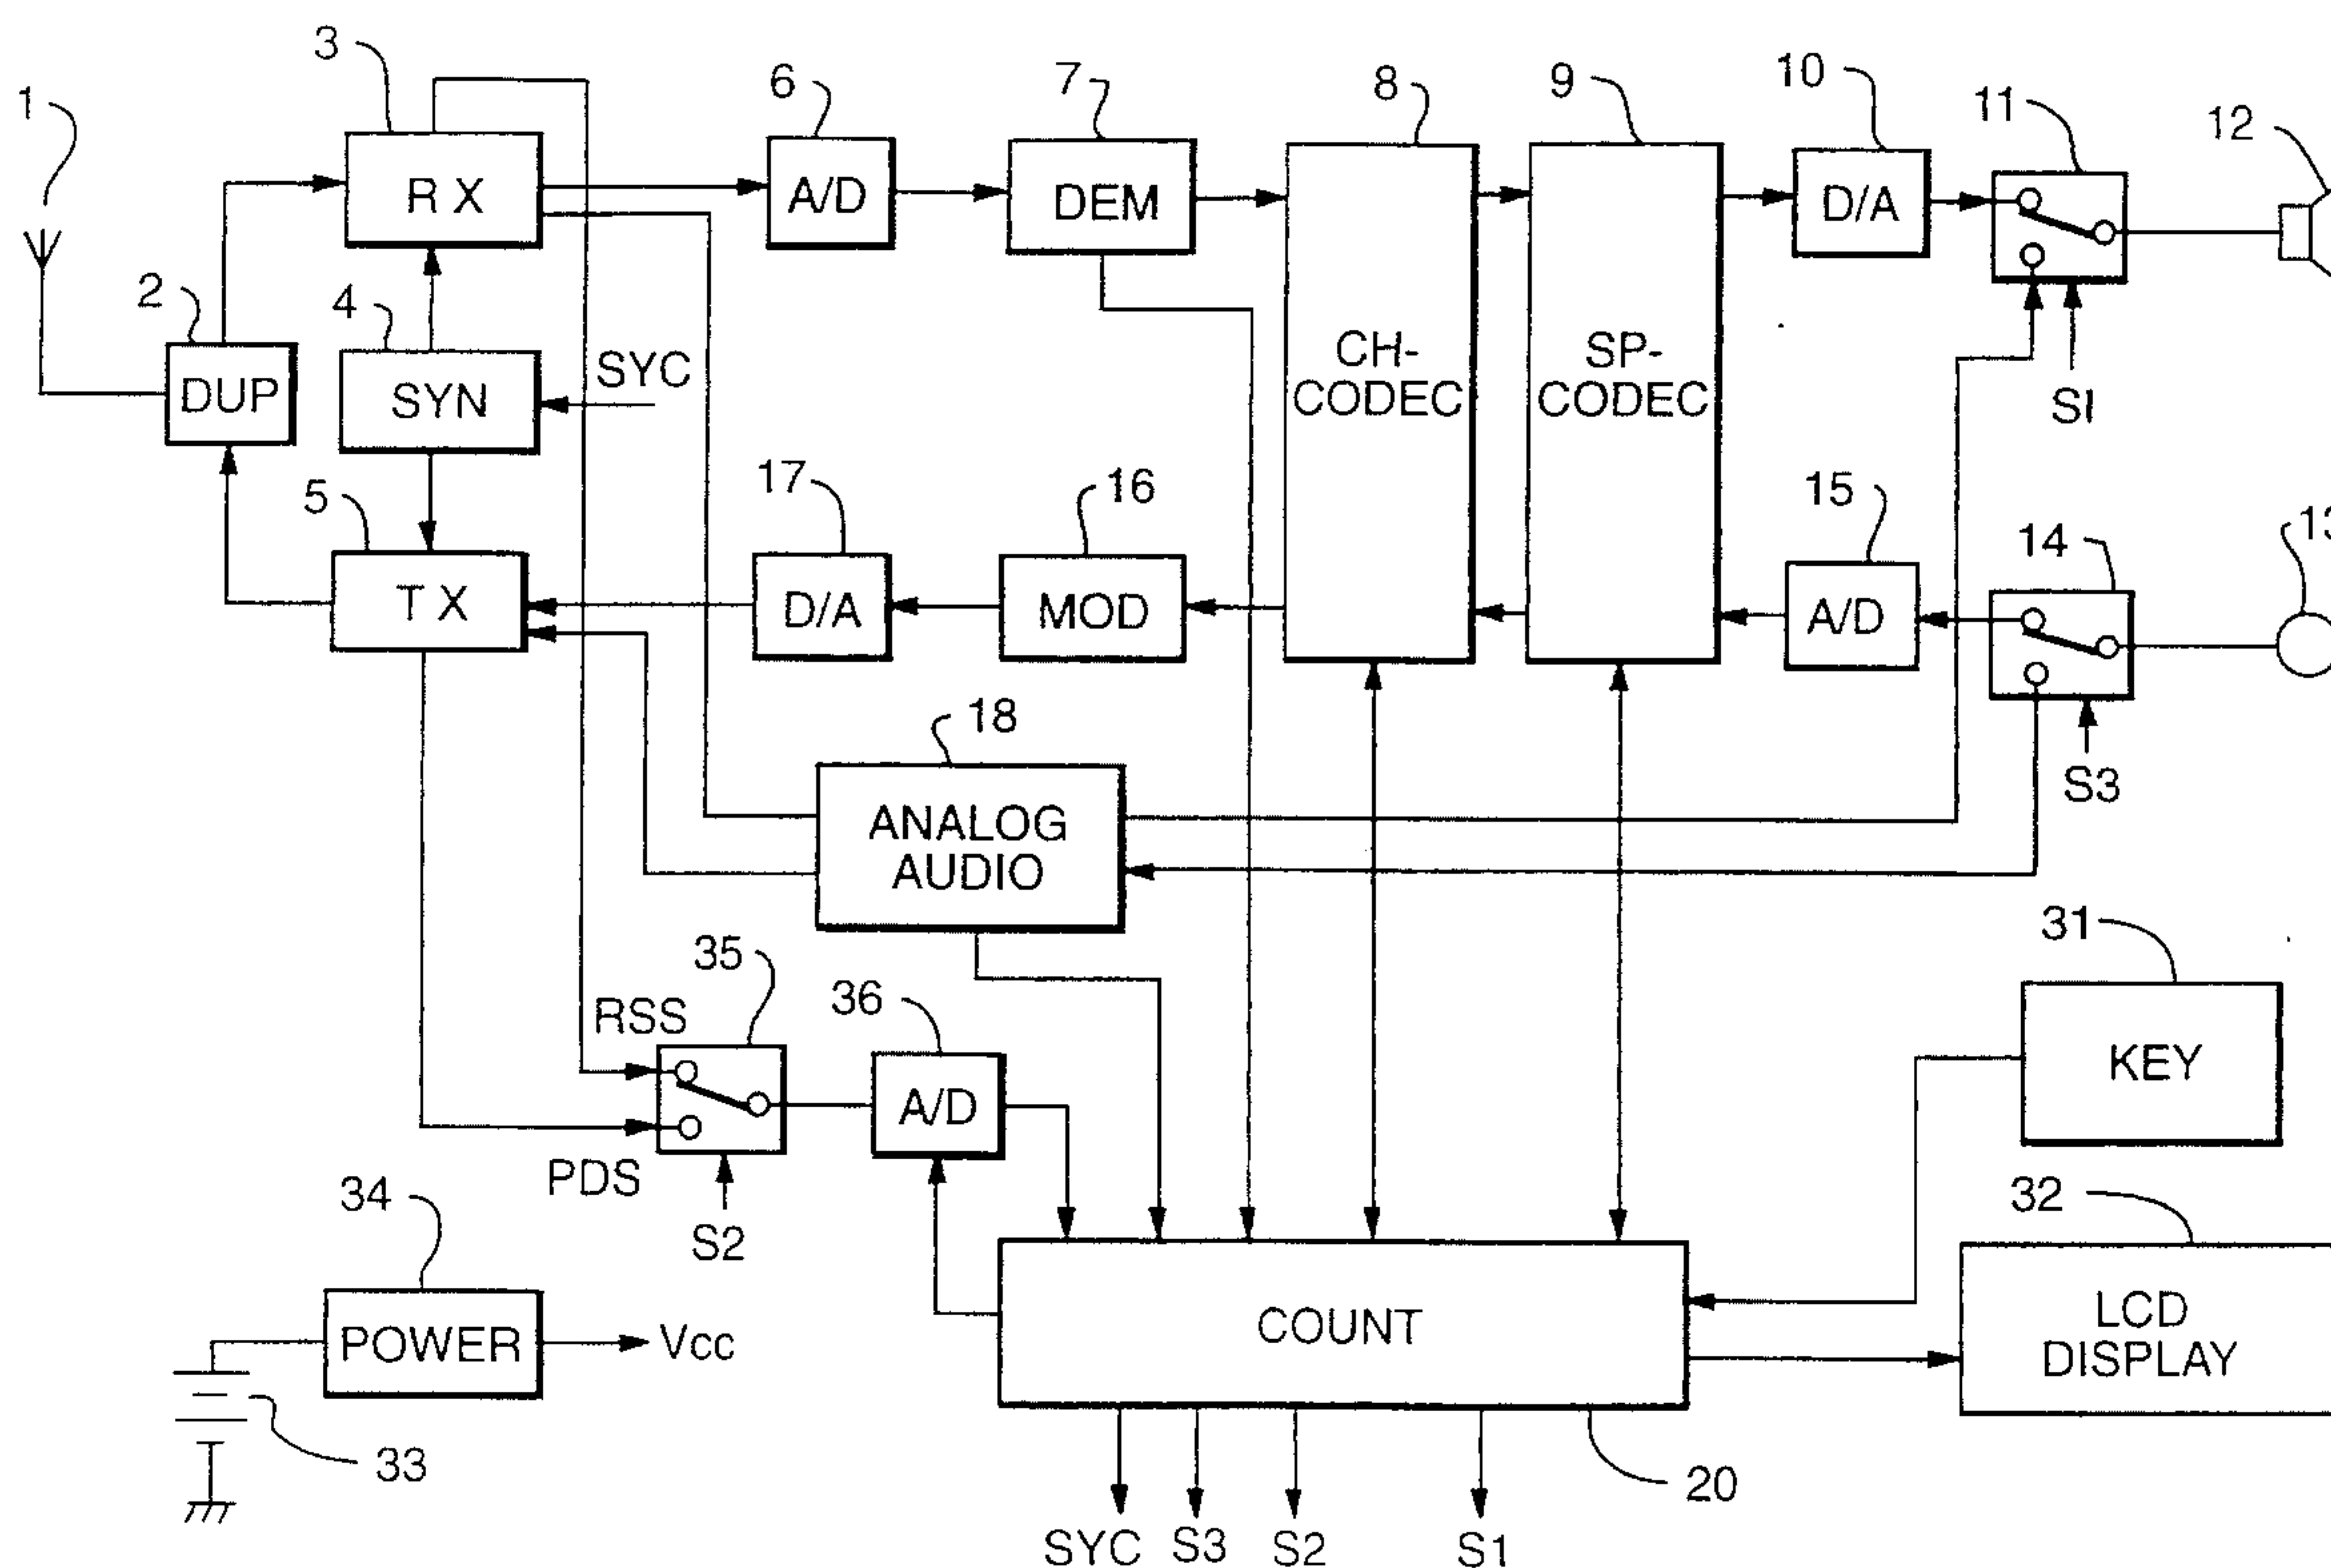 3
1
6
7
8
9
10
11
12
R X
A/D
DEM
D/A
2
4
DUP
SYN
SYC
CH-
CODEC
SP-
CODEC
S1
5
17
16
15
14
13
T X
D/A
MOD
A/D
18
S3
ANALOG
AUDIO
35
36
31
RSS
KEY
A/D
PDS
34
S2
32
POWER
Vcc
COUNT
LCD
DISPLAY
33
20
SYC
S3
S2
S1